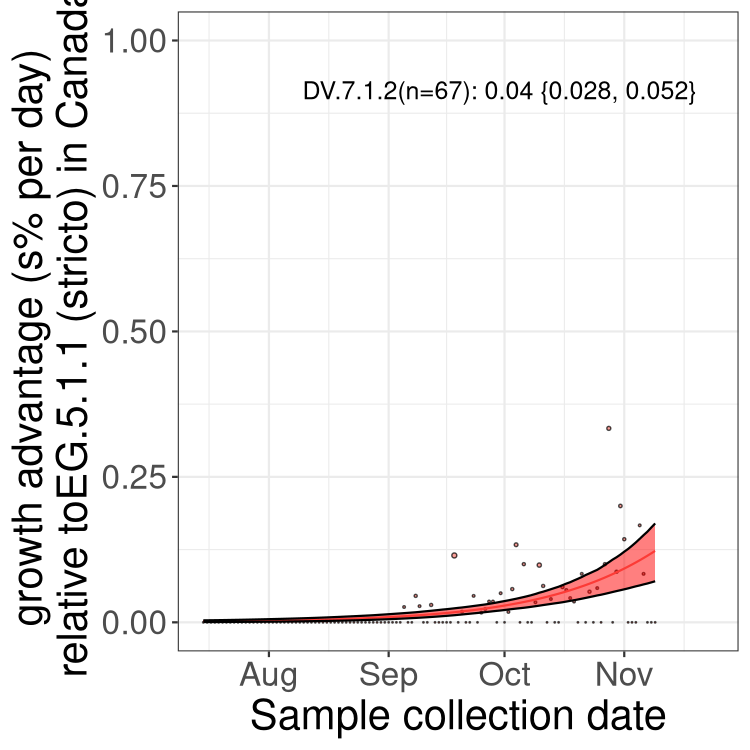 growth advantage (s% per day)
relative toEG.5.1.1 (stricto) in Canada
1.00
0.75
0.50
0.25
0.00
DV.7.1.2(n=67): 0.04 {0.028, 0.052}
Aug Sep Oct Nov
Sample collection date